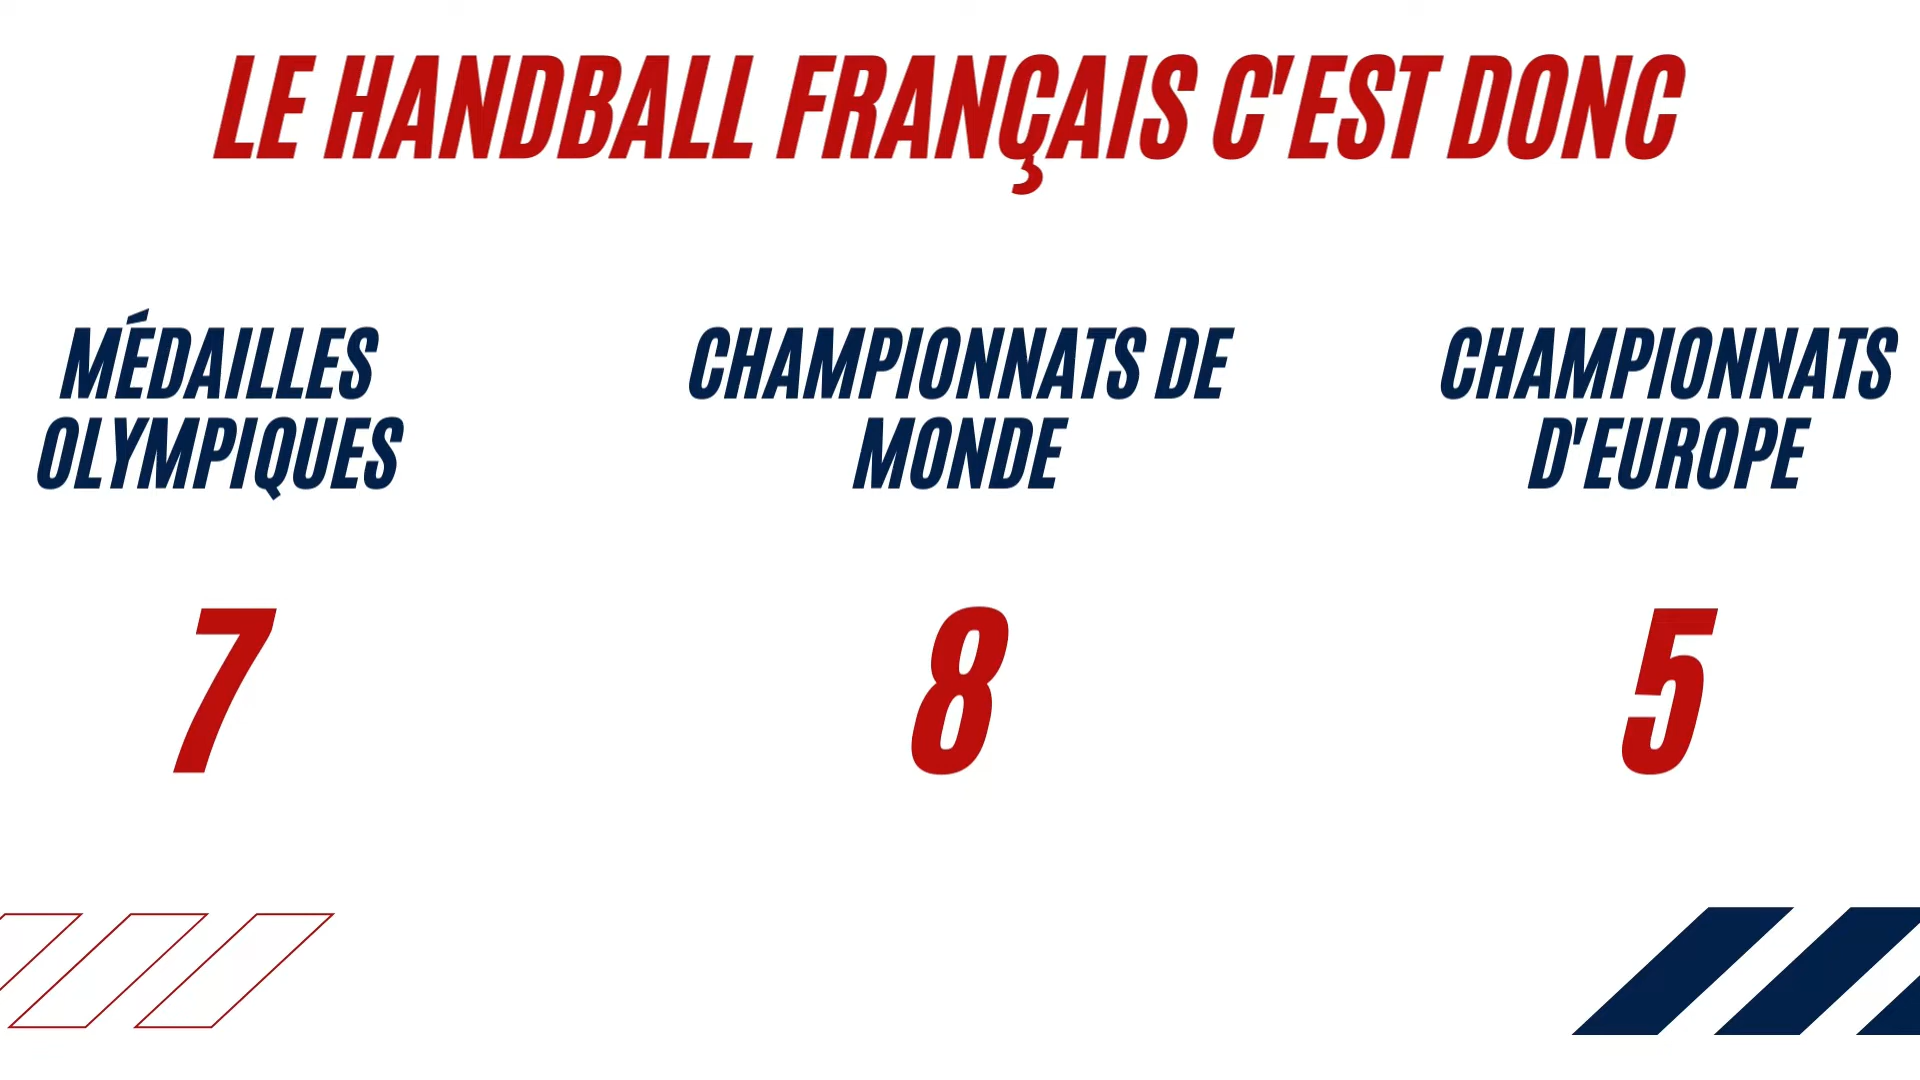 LE HANDBALL FRANÇAIS C'EST DONC
MÉDAILLES
OLYMPIQUES
7
CHAMPIONNATS DE
MONDE
8
CHAMPIONNATS
D'EUROPE
5